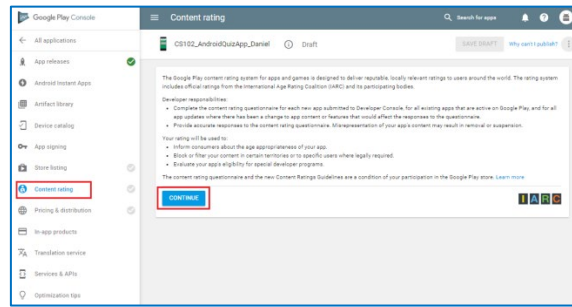 Google Play Console
Content rating
Search for apps
All applications
CS102_AndroidQuizApp_Daniel
Draft
SAVE DRAFT
Why can't I publish?
App releases
Android Instant Apps
Artifact library
Device catalog
App signing
Store listing
Content rating
Pricing & distribution
In-app products
Translation service
Services & APIs
Optimization tips
The Google Play content rating system for apps and games is designed to deliver reputable, locally relevant ratings to users around the world. The rating system
includes official ratings from the International Age Rating Coalition (IARC) and its participating bodies.
Developer responsibilities:
• Complete the content rating questionnaire for each new app submitted to Developer Console, for all existing apps that are active on Google Play, and for all
app updates where there has been a change to app content or features that would affect the responses to the questionnaire.
• Provide accurate responses to the content rating questionnaire. Misrepresentation of your app's content may result in removal or suspension.
Your rating will be used to:
• Inform consumers about the age appropriateness of your app.
• Block or filter your content in certain territories or to specific users where legally required.
• Evaluate your app's eligibility for special developer programs.
The content rating questionnaire and the new Content Ratings Guidelines are a condition of your participation in the Google Play store. Learn more
CONTINUE
IARC